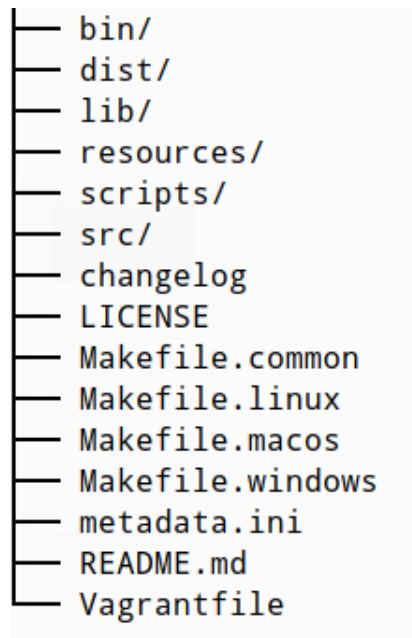 bin/
dist/
lib/
resources/
scripts/
src/
changelog
LICENSE
Makefile.common
Makefile.linux
Makefile.macos
Makefile.windows
metadata.ini
README.md
Vagrantfile